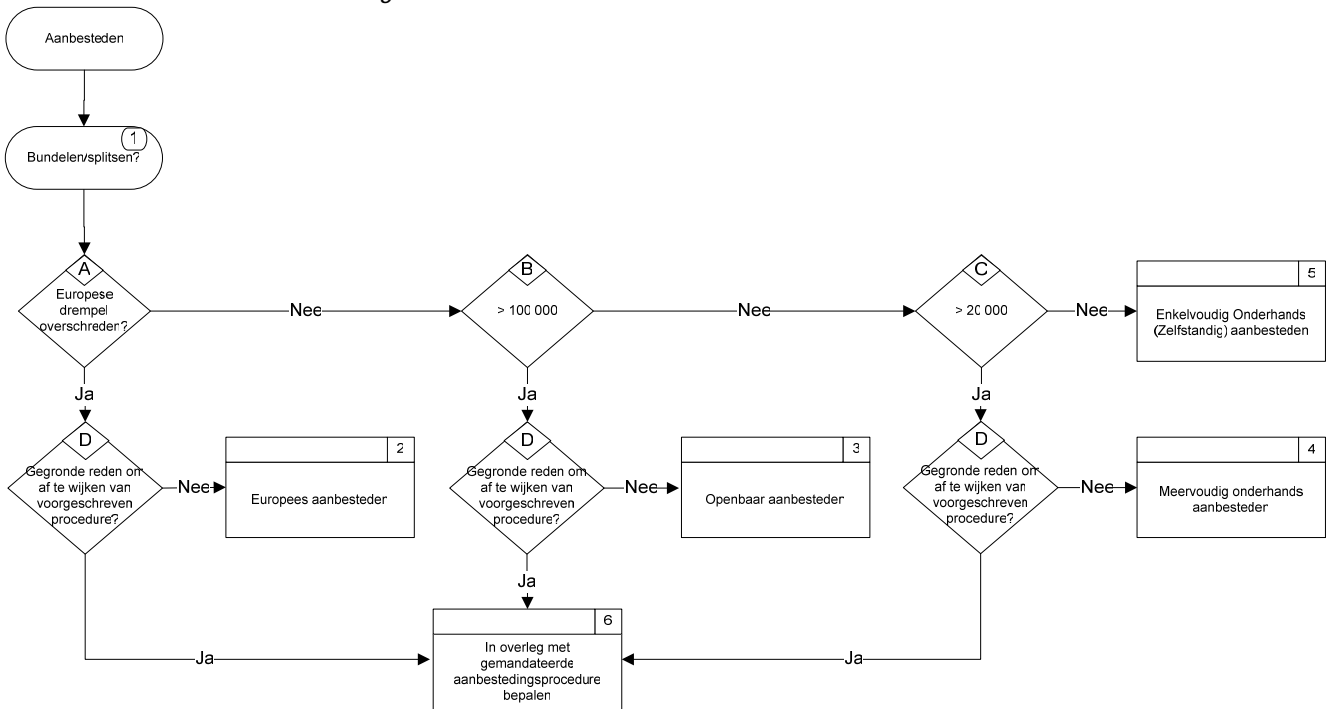 Aanbesteden
1
Bundelen/splitsen?
A
Europese
drempel
overschreden?
Nee
B
> 100 000
Nee
C
> 20 000
Nee
5
Enkelvoudig Onderhands
(Zelfstandig) aanbesteden
Ja
Ja
Ja
D
Gegronde reden om
af te wijken van
voorgeschreven
procedure?
Nee
2
Europees aanbesteden
D
Gegronde reden om
af te wijken van
voorgeschreven
procedure?
Nee
3
Openbaar aanbesteden
D
Gegronde reden om
af te wijken van
voorgeschreven
procedure?
Nee
4
Meervoudig onderhands
aanbesteden
Ja
Ja
Ja
6
In overleg met
gemandateerde
aanbestedingsprocedure
bepalen